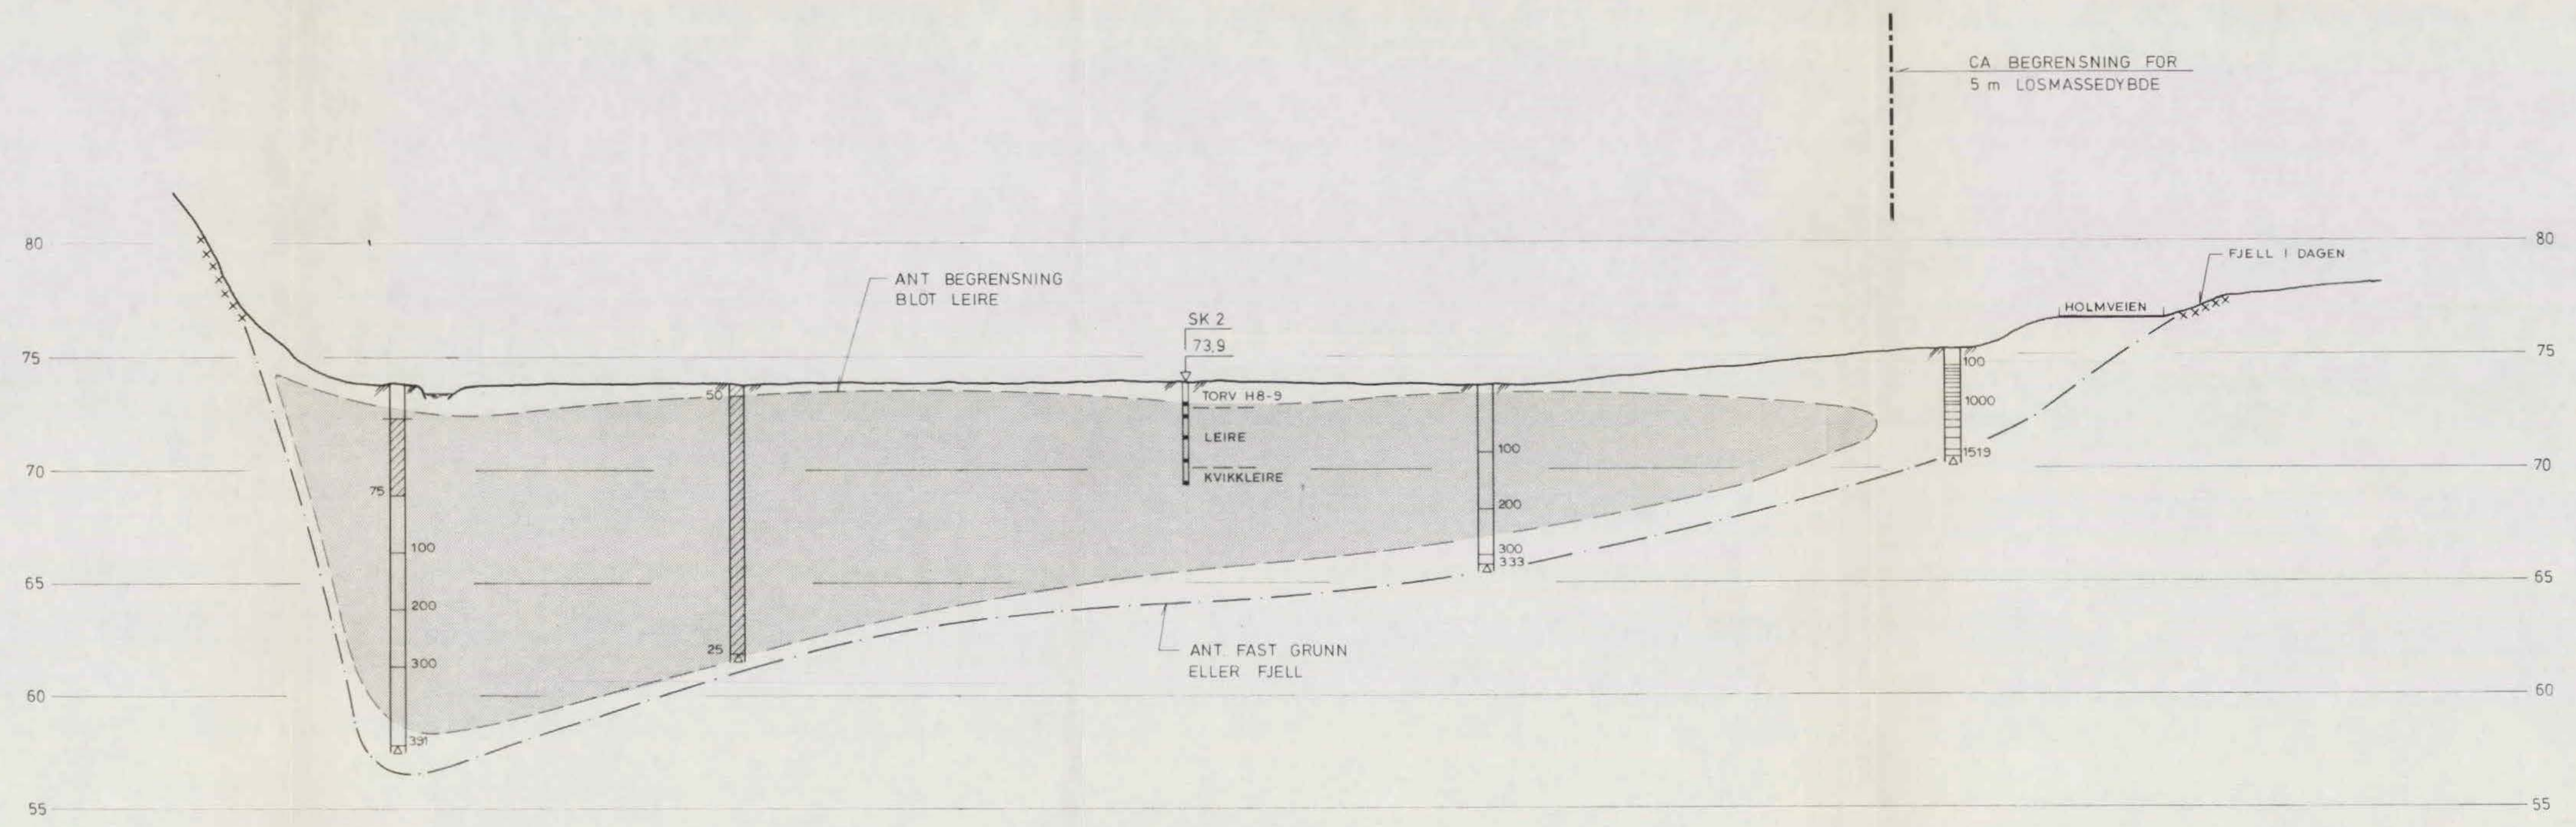 CA BEGRENSNING FOR
5 m LOSMASSEDYBDE
80
80
FJELL I DAGEN
ANT BEGRENSNING
BLÖT LEIRE
HOLMVEIEN
SK 2
73,9
75
75
100
50
TORV H8-9
1000
LEIRE
100
1519
70
70
KVIKKLEIRE
75
200
100
300
333
65
65
200
25
ANT. FAST GRUNN
ELLER FJELL
300
60
60
391
55
55